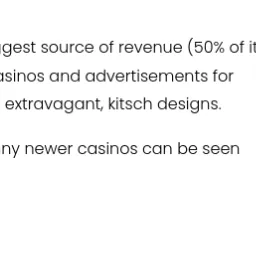 gest source of revenue (50% of it
asinos and advertisements for
extravagant, kitsch designs.
ny newer casinos can be seen